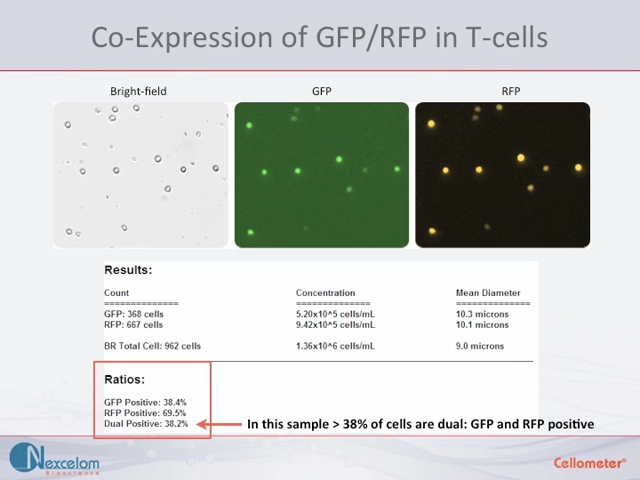 Co-Expression of GFP/RFP in T-cells
Bright-field GFP RFP
Results:
Count Concentration Mean Diameter
============== ============== ==============
GFP: 368 cells 5.20x10^5 cells/mL 10.3 microns
RFP: 667 cells 9.42x10^5 cells/mL 10.1 microns
BR Total Cell: 962 cells 1.36x10^6 cells/mL 9.0 microns
Ratios:
GFP Positive: 38.4%
RFP Positive: 69.5%
Dual Positive: 38.2% In this sample > 38% of cells are dual: GFP and RFP positive
Nexcelom
Bioscience
Cellometer®